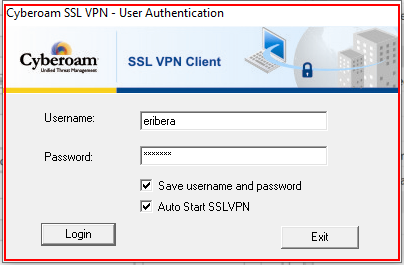 Cyberoam SSL VPN - User Authentication
Cyberoam
Unified Threat Management
SSL VPN Client
Username:
eribera
Password:
*******
Save username and password
Auto Start SSLVPN
Login
Exit